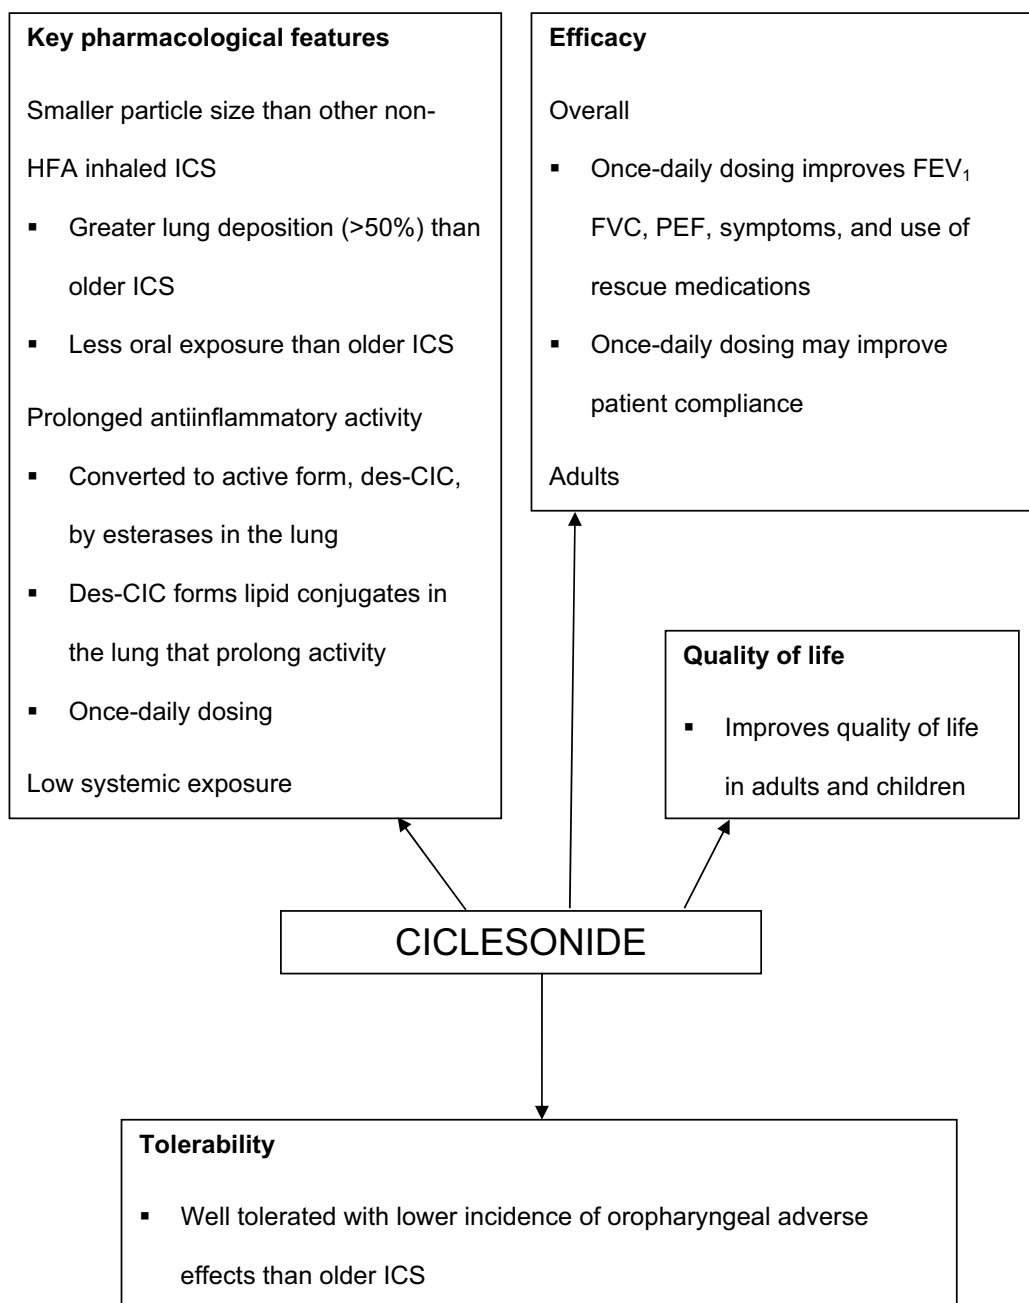 Key pharmacological features
Smaller particle size than other non-
HFA inhaled ICS
▪ Greater lung deposition (>50%) than
older ICS
▪ Less oral exposure than older ICS
Prolonged antiinflammatory activity
▪ Converted to active form, des-CIC,
by esterases in the lung
▪ Des-CIC forms lipid conjugates in
the lung that prolong activity
▪ Once-daily dosing
Low systemic exposure
Efficacy
Overall
▪ Once-daily dosing improves FEV₁
FVC, PEF, symptoms, and use of
rescue medications
▪ Once-daily dosing may improve
patient compliance
Adults
Quality of life
▪ Improves quality of life
in adults and children
CICLESONIDE
Tolerability
▪ Well tolerated with lower incidence of oropharyngeal adverse
effects than older ICS